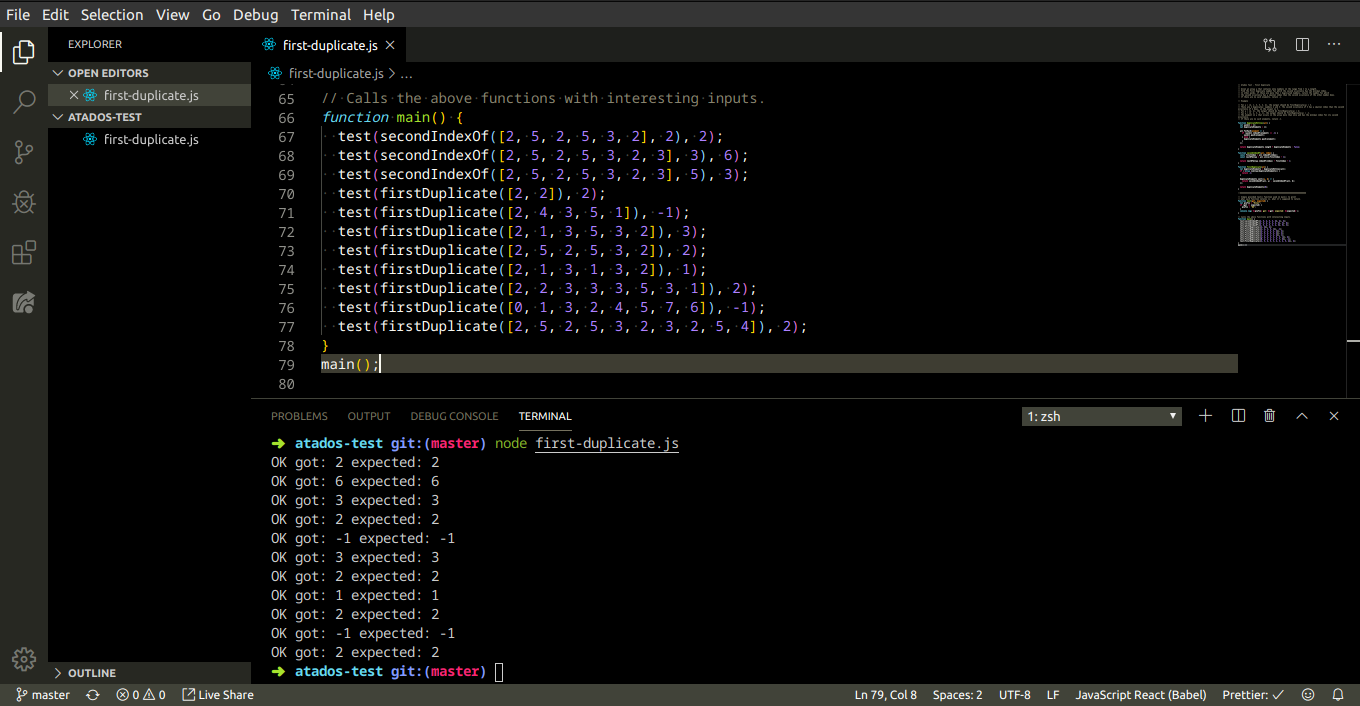 File Edit Selection View Go Debug Terminal Help
EXPLORER
OPEN EDITORS
first-duplicate.js
ATADOS-TEST
first-duplicate.js
OUTLINE
first-duplicate.js
first-duplicate.js > ...
65 // Calls the above functions with interesting inputs.
66 function main() {
67 test(secondIndexOf([2, 5, 2, 5, 3, 2], 2), 2);
68 test(secondIndexOf([2, 5, 2, 5, 3, 2, 3], 3), 6);
69 test(secondIndexOf([2, 5, 2, 5, 3, 2, 3], 5), 3);
70 test(firstDuplicate([2, 2]), 2);
71 test(firstDuplicate([2, 4, 3, 5, 1]), -1);
72 test(firstDuplicate([2, 1, 3, 5, 3, 2]), 3);
73 test(firstDuplicate([2, 5, 2, 5, 3, 2]), 2);
74 test(firstDuplicate([2, 1, 3, 1, 3, 2]), 1);
75 test(firstDuplicate([2, 2, 3, 3, 3, 5, 3, 1]), 2);
76 test(firstDuplicate([0, 1, 3, 2, 4, 5, 7, 6]), -1);
77 test(firstDuplicate([2, 5, 2, 5, 3, 2, 3, 2, 5, 4]), 2);
78 }
79 main();
80
PROBLEMS OUTPUT DEBUG CONSOLE TERMINAL 1: zsh
➜ atados-test git:(master) node first-duplicate.js
OK got: 2 expected: 2
OK got: 6 expected: 6
OK got: 3 expected: 3
OK got: 2 expected: 2
OK got: -1 expected: -1
OK got: 3 expected: 3
OK got: 2 expected: 2
OK got: 1 expected: 1
OK got: 2 expected: 2
OK got: -1 expected: -1
OK got: 2 expected: 2
➜ atados-test git:(master)
master 0 0 Live Share Ln 79, Col 8 Spaces: 2 UTF-8 LF JavaScript React (Babel) Prettier: ✓